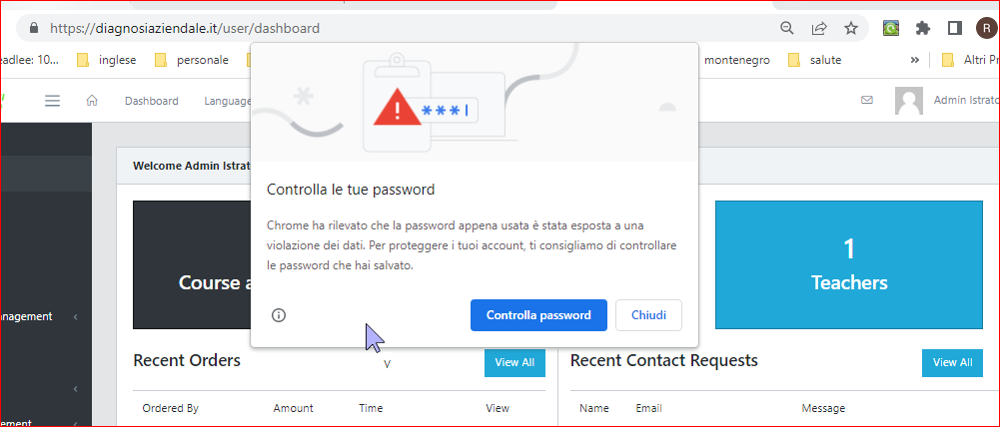 https://diagnosiaziendale.it/user/dashboard
R
eadlee: 10... inglese personale montenegro salute » Altri Pr
Dashboard Language Admin Istrato
Welcome Admin Istrat
Controlla le tue password
Chrome ha rilevato che la password appena usata è stata esposta a una
violazione dei dati. Per proteggere i tuoi account, ti consigliamo di controllare
le password che hai salvato.
Controlla password Chiudi
Course a
1
Teachers
anagement
Recent Orders View All
Recent Contact Requests View All
Ordered By Amount Time View
Name Email Message
ement